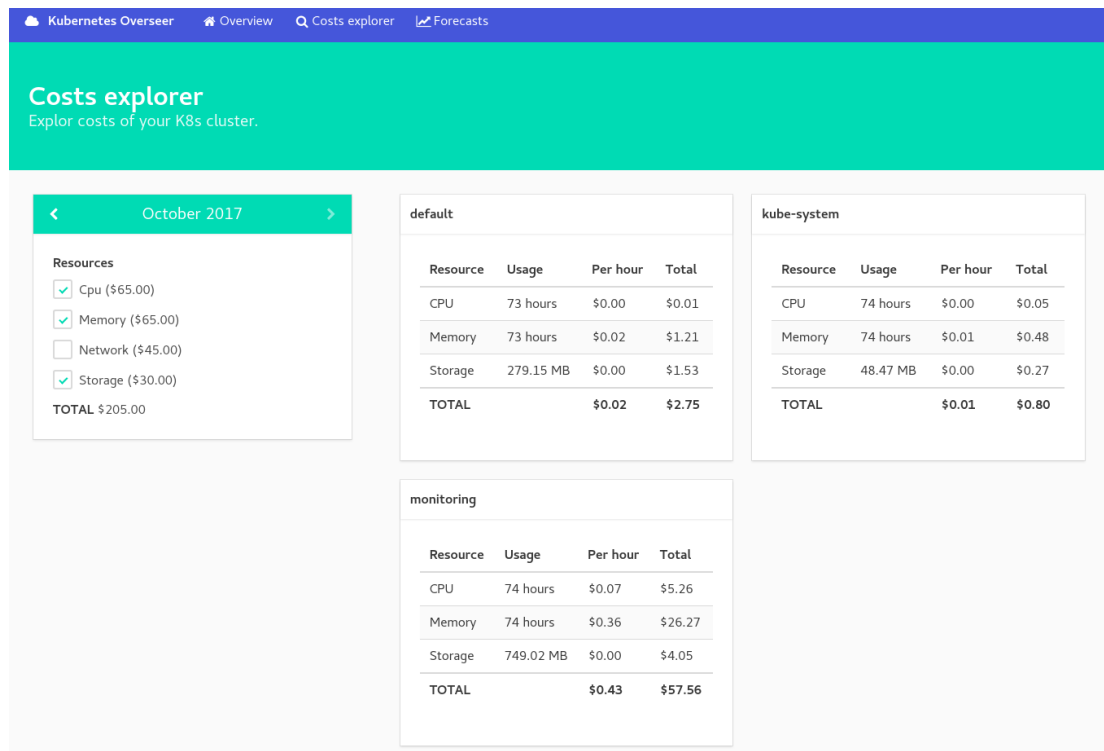 Kubernetes Overseer Overview Costs explorer Forecasts
Costs explorer
Explor costs of your K8s cluster.
October 2017
Resources
Cpu ($65.00)
Memory ($65.00)
Network ($45.00)
Storage ($30.00)
TOTAL $205.00
default
Resource Usage Per hour Total
CPU 73 hours $0.00 $0.01
Memory 73 hours $0.02 $1.21
Storage 279.15 MB $0.00 $1.53
TOTAL $0.02 $2.75
kube-system
Resource Usage Per hour Total
CPU 74 hours $0.00 $0.05
Memory 74 hours $0.01 $0.48
Storage 48.47 MB $0.00 $0.27
TOTAL $0.01 $0.80
monitoring
Resource Usage Per hour Total
CPU 74 hours $0.07 $5.26
Memory 74 hours $0.36 $26.27
Storage 749.02 MB $0.00 $4.05
TOTAL $0.43 $57.56